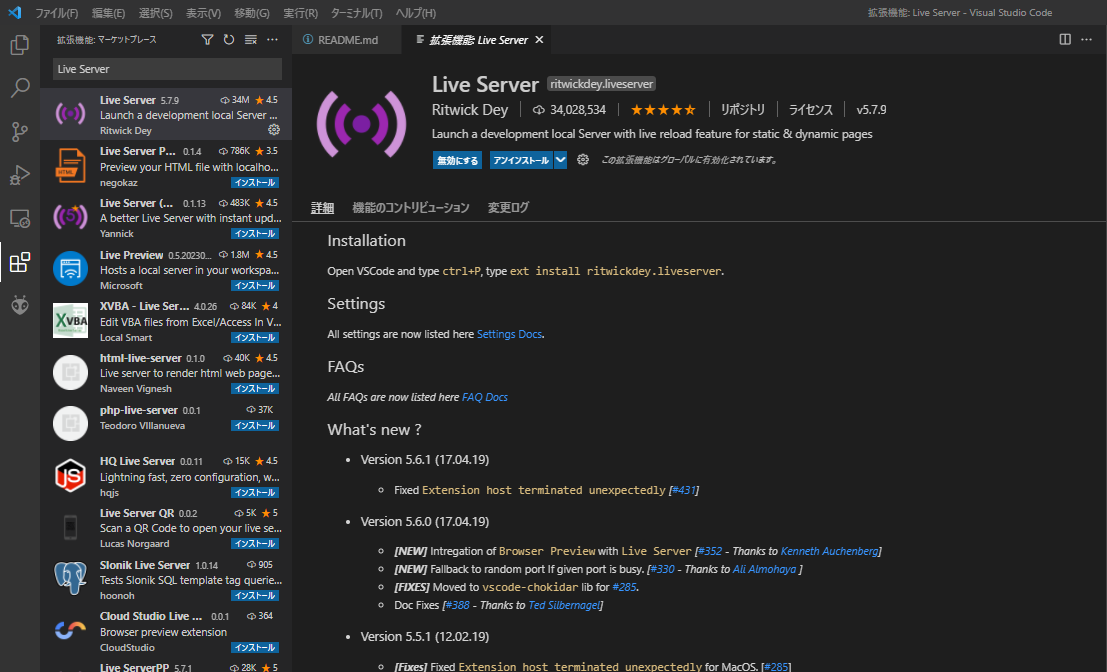 ファイル(F) 編集(E) 選択(S) 表示(V) 移動(G) 実行(R) ターミナル(T) ヘルプ(H) 拡張機能: Live Server - Visual Studio Code
拡張機能: マーケットプレース
Live Server
Live Server 5.7.9 34M 4.5
Launch a development local Server ...
Ritwick Dey
Live Server P... 0.1.4 786K 3.5
Preview your HTML file with localho...
negokaz インストール
Live Server (... 0.1.13 483K 4.5
A better Live Server with instant upd...
Yannick インストール
Live Preview 0.5.20230... 1.8M 4.5
Hosts a local server in your workspa...
Microsoft インストール
XVBA - Live Ser... 4.0.26 84K 4
Edit VBA files from Excel/Access In V...
Local Smart インストール
html-live-server 0.1.0 40K 4.5
Live server to render html web page...
Naveen Vignesh インストール
php-live-server 0.0.1 37K
Teodoro VIllanueva インストール
HQ Live Server 0.0.11 15K 4.5
Lightning fast, zero configuration, w...
hqjs インストール
Live Server QR 0.0.2 5K 5
Scan a QR Code to open your live se...
Lucas Norgaard インストール
Slonik Live Server 1.0.14 905
Tests Slonik SQL template tag querie...
hoonoh インストール
Cloud Studio Live ... 0.0.1 364
Browser preview extension
CloudStudio インストール
Live ServerPP 5.7.1 28K 5
HTML
XVBA
JS
README.md 拡張機能: Live Server
Live Server ritwickdey.liveserver
Ritwick Dey 34,028,534 リポジトリ ライセンス v5.7.9
Launch a development local Server with live reload feature for static & dynamic pages
無効にする アンインストール この拡張機能はグローバルに有効化されています。
詳細 機能のコントリビューション 変更ログ
Installation
Open VSCode and type ctrl+P, type ext install ritwickdey.liveserver.
Settings
All settings are now listed here Settings Docs.
FAQs
All FAQs are now listed here FAQ Docs
What's new ?
• Version 5.6.1 (17.04.19)
Fixed Extension host terminated unexpectedly [#431]
• Version 5.6.0 (17.04.19)
[NEW] Intregation of Browser Preview with Live Server [#352 - Thanks to Kenneth Auchenberg]
[NEW] Fallback to random port If given port is busy. [#330 - Thanks to Ali Almohaya ]
[FIXES] Moved to vscode-chokidar lib for #285.
Doc Fixes [#388 - Thanks to Ted Silbernagel]
• Version 5.5.1 (12.02.19)
[Fixes] Fixed Extension host terminated unexpectedly for MacOS. [#285]